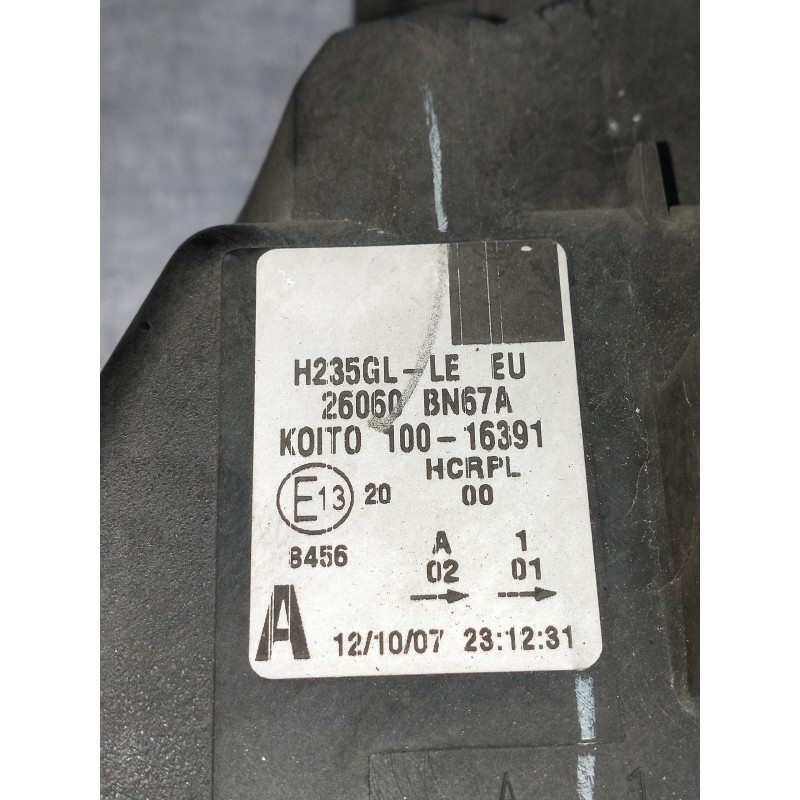 H235GL-LE EU
26060 BN67A
KOITO 100-16391
HCRPL
E13 20 00
8456 A 1
02 01
A 12/10/07 23:12:31